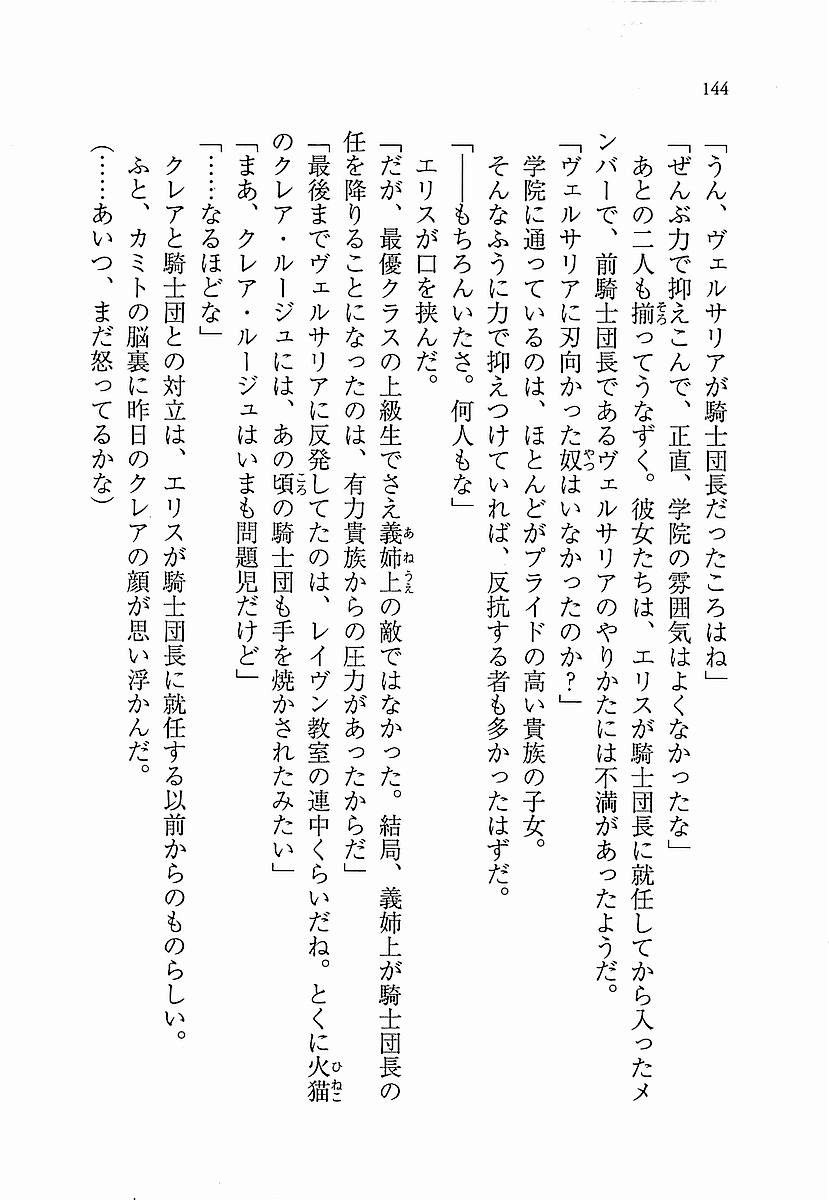 144
「うん、ヴェルサリアが騎士団長だったころはね」
「ぜんぶ力で抑えこんで、正直、学院の雰囲気はよくなかったな」
あとの二人も揃ってうなずく。彼女たちは、エリスが騎士団長に就任してから入ったメ
ンバーで、前騎士団長であるヴェルサリアのやりかたには不満があったようだ。
「ヴェルサリアに刃向かった奴はいなかったのか?」
学院に通っているのは、ほとんどがプライドの高い貴族の子女。
そんなふうに力で抑えつけていれば、反抗する者も多かったはずだ。
「――もちろんいたさ。何人もな」
エリスが口を挟んだ。
「だが、最優クラスの上級生でさえ義姉上の敵ではなかった。結局、義姉上が騎士団長の
任を降りることになったのは、有力貴族からの圧力があったからだ」
「最後までヴェルサリアに反発してたのは、レイヴン教室の連中くらいだね。とくに火猫
のクレア・ルージュには、あの頃の騎士団も手を焼かされたみたい」
「まあ、クレア・ルージュはいまも問題児だけど」
「……なるほどな」
クレアと騎士団との対立は、エリスが騎士団長に就任する以前からのものらしい。
ふと、カミトの脳裏に昨日のクレアの顔が思い浮かんだ。
(……あいつ、まだ怒ってるかな)